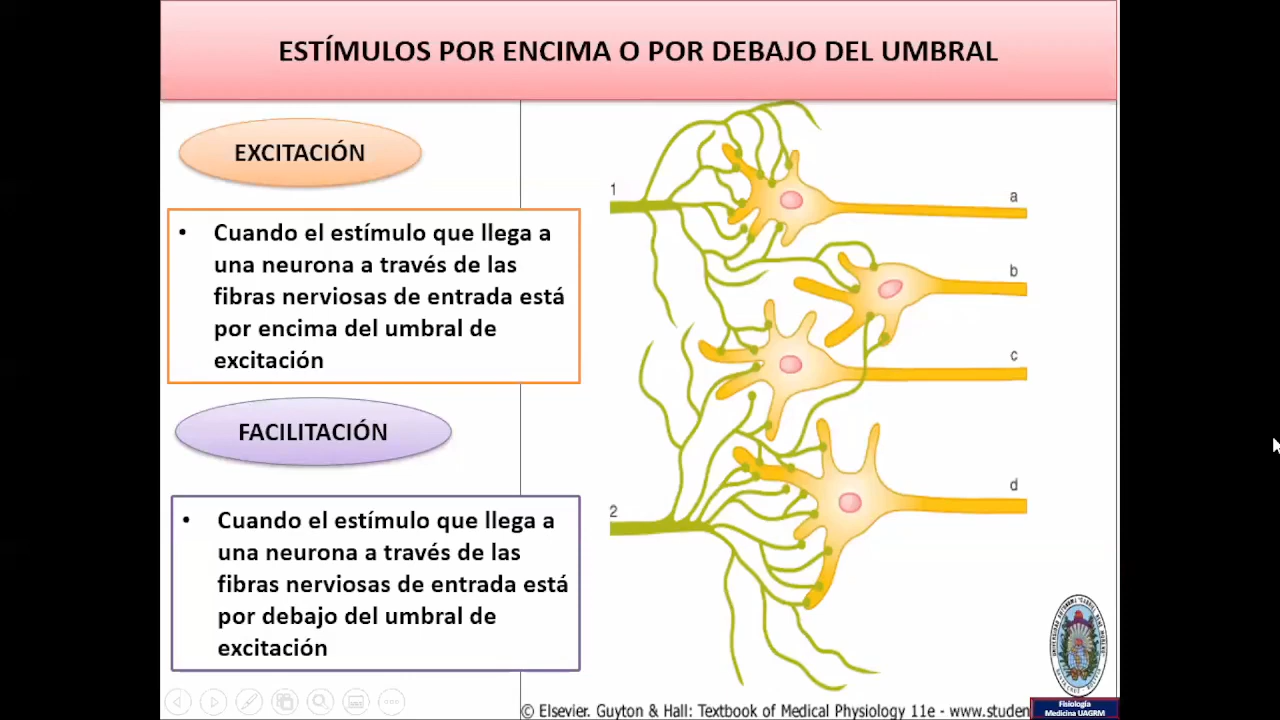 ESTÍMULOS POR ENCIMA O POR DEBAJO DEL UMBRAL
EXCITACIÓN
• Cuando el estímulo que llega a
una neurona a través de las
fibras nerviosas de entrada está
por encima del umbral de
excitación
FACILITACIÓN
• Cuando el estímulo que llega a
una neurona a través de las
fibras nerviosas de entrada está
por debajo del umbral de
excitación
1
a
b
c
2
d
© Elsevier. Guyton & Hall: Textbook of Medical Physiology 11e - www.studen
Fisiología
Medicina UAGRM